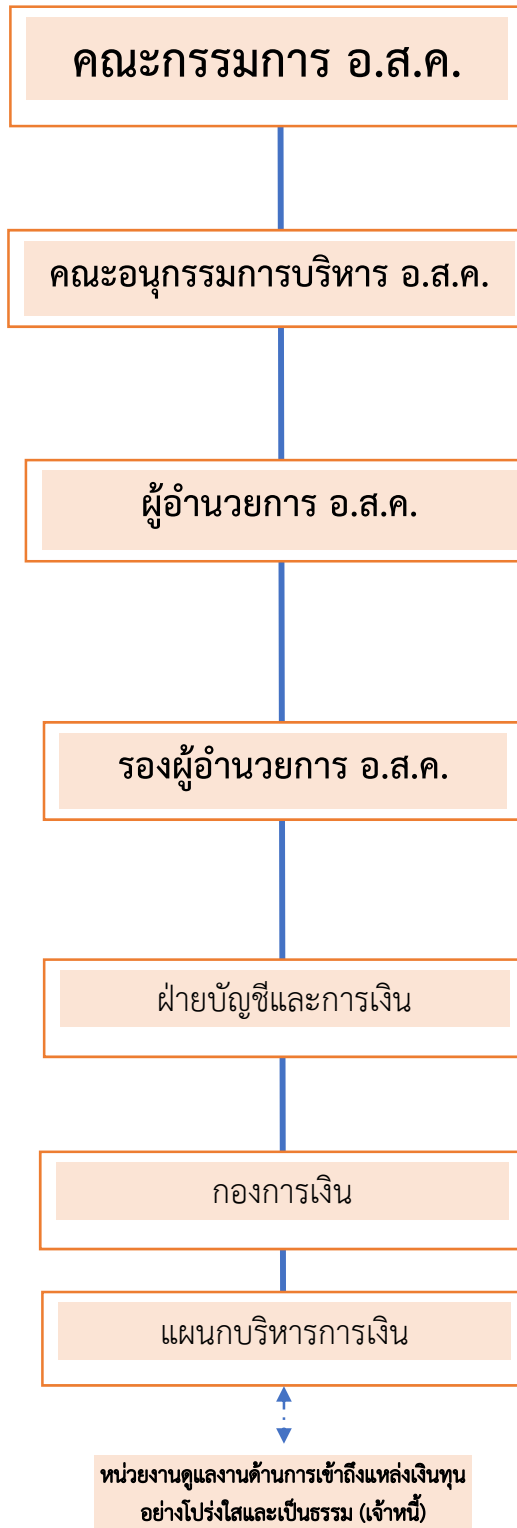 คณะกรรมการ อ.ส.ค.
คณะอนุกรรมการบริหาร อ.ส.ค.
ผู้อำนวยการ อ.ส.ค.
รองผู้อำนวยการ อ.ส.ค.
ฝ่ายบัญชีและการเงิน
กองการเงิน
แผนกบริหารการเงิน
หน่วยงานดูแลงานด้านการเข้าถึงแหล่งเงินทุน
อย่างโปร่งใสและเป็นธรรม (เจ้าหนี้)